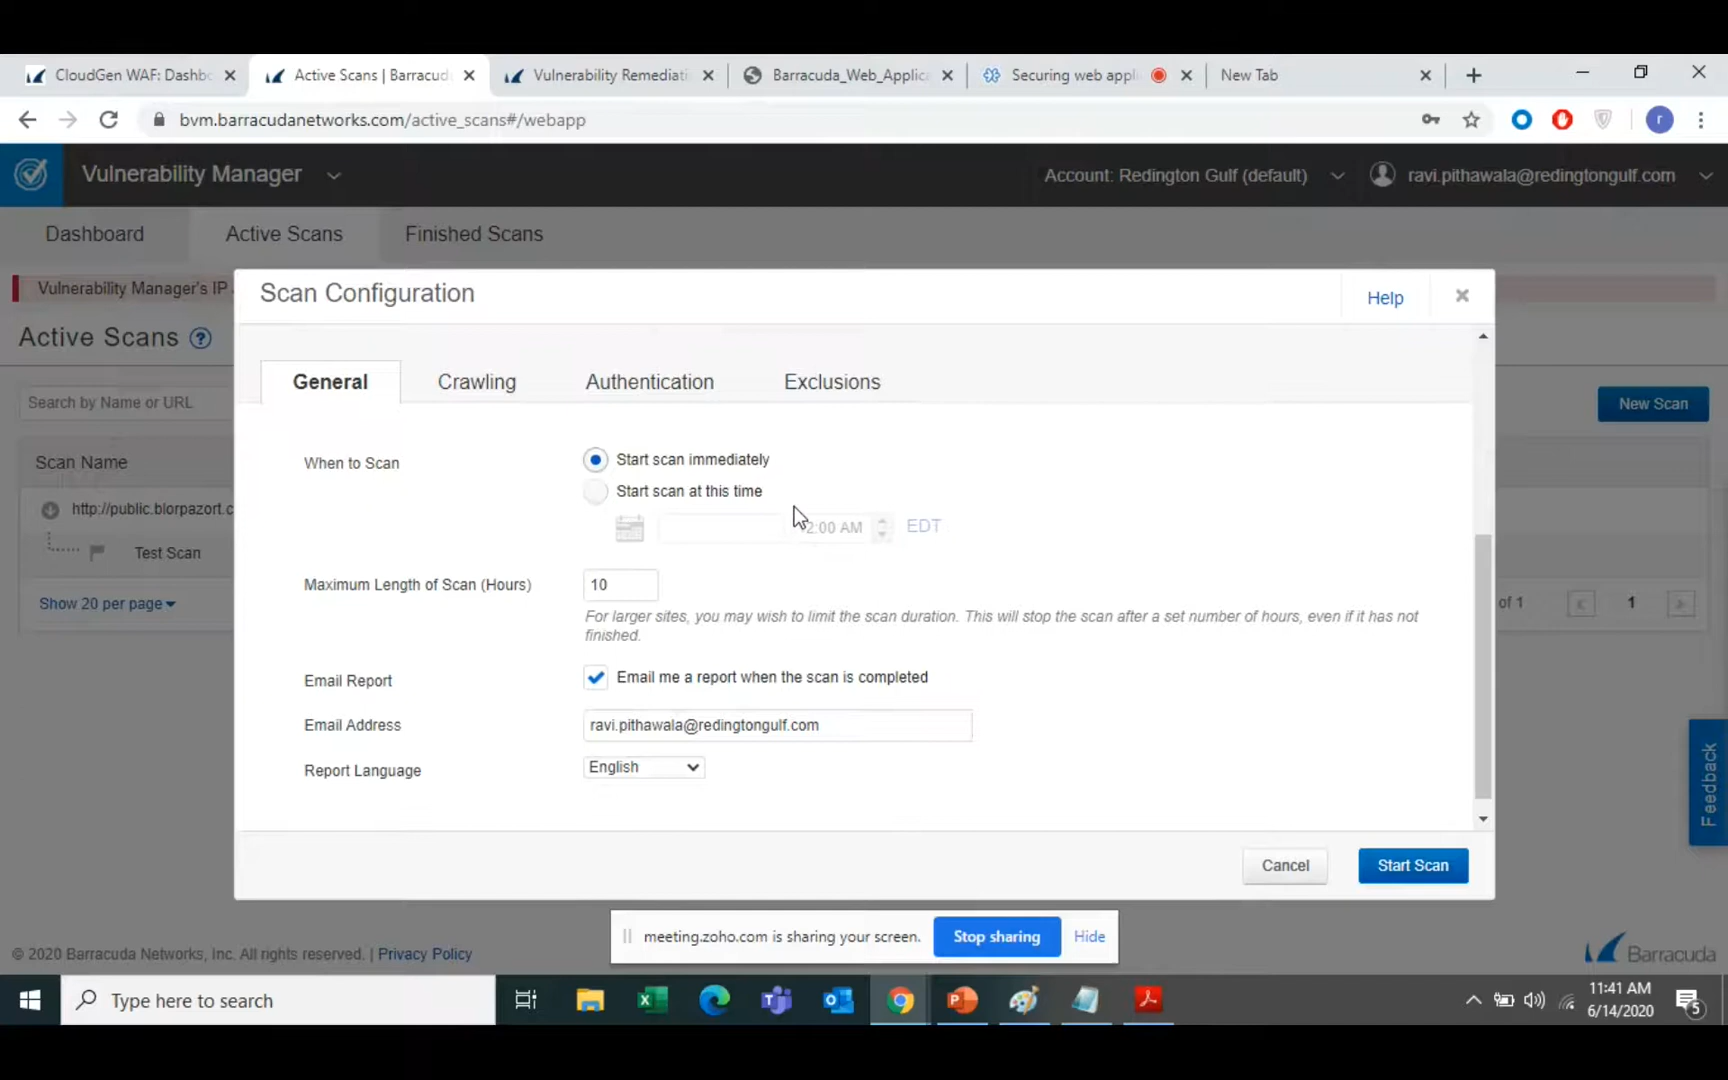 CloudGen WAF: Dashbo
Active Scans | Barracud
Vulnerability Remediati
Barracuda_Web_Applic
Securing web appl
New Tab
bvm.barracudanetworks.com/active_scans#/webapp
r
Vulnerability Manager
Account: Redington Gulf (default)
ravi.pithawala@redingtongulf.com
Dashboard
Active Scans
Finished Scans
Vulnerability Manager's IP
Scan Configuration
Help
Active Scans ?
General
Crawling
Authentication
Exclusions
Search by Name or URL
New Scan
When to Scan
Start scan immediately
Scan Name
Start scan at this time
http://public.blorpazort.c
2:00 AM
EDT
Test Scan
Maximum Length of Scan (Hours)
10
Show 20 per page
of 1
1
For larger sites, you may wish to limit the scan duration. This will stop the scan after a set number of hours, even if it has not
finished.
Email Report
Email me a report when the scan is completed
Email Address
ravi.pithawala@redingtongulf.com
Report Language
English
Feedback
Cancel
Start Scan
meeting.zoho.com is sharing your screen.
Stop sharing
Hide
© 2020 Barracuda Networks, Inc. All rights reserved. | Privacy Policy
Barracuda
Type here to search
11:41 AM
6/14/2020
5